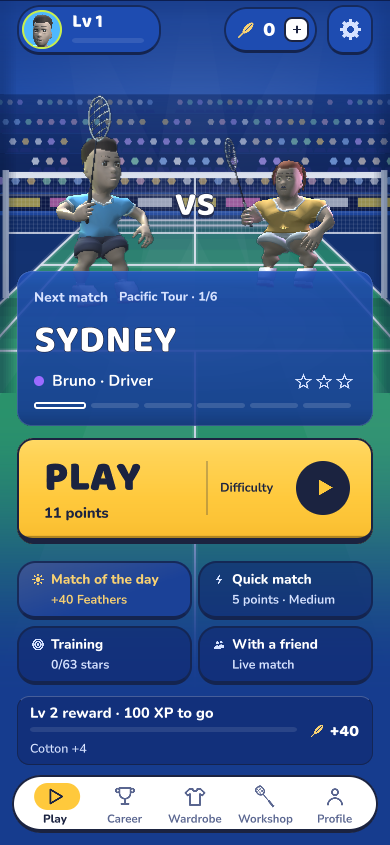 Lv 1
0 +
VS
Next match Pacific Tour · 1/6
SYDNEY
Bruno · Driver
PLAY
11 points
Difficulty
Match of the day
+40 Feathers
Quick match
5 points · Medium
Training
0/63 stars
With a friend
Live match
Lv 2 reward · 100 XP to go
+40
Cotton +4
Play
Career
Wardrobe
Workshop
Profile